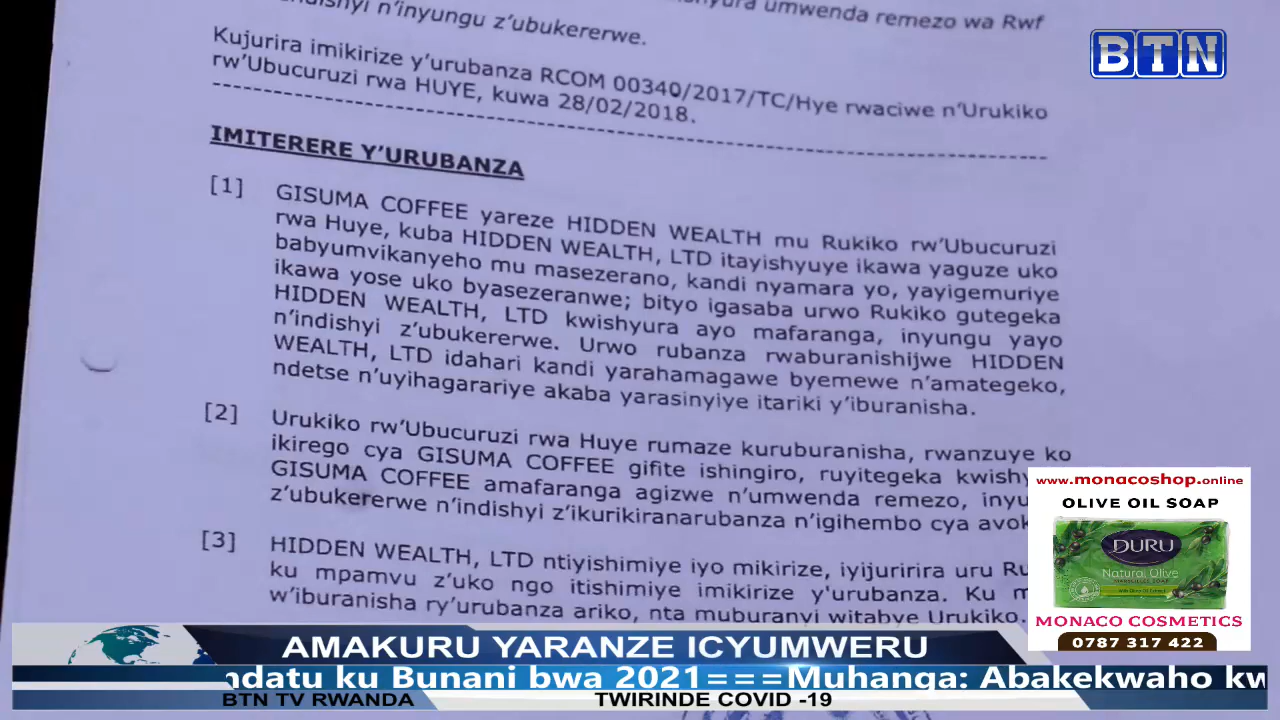 umwenda remezo wa Rwf
n'inyungu z'ubukererwe.
Kujurira imikirize y'urubanza RCOM 00340/2017/TC/Hye rwaciwe n'Urukiko
rw'Ubucuruzi rwa HUYE, kuwa 28/02/2018.
IMITERERE Y'URUBANZA
[1] GISUMA COFFEE yareze HIDDEN WEALTH mu Rukiko rw'Ubucuruzi
rwa Huye, kuba HIDDEN WEALTH, LTD itayishyuye ikawa yaguze uko
babyumvikanyeho mu masezerano, kandi nyamara yo, yayigemuriye
ikawa yose uko byasezeranwe; bityo igasaba urwo Rukiko gutegeka
HIDDEN WEALTH, LTD kwishyura ayo mafaranga, inyungu yayo
n'indishyi z'ubukererwe. Urwo rubanza rwaburanishijwe HIDDEN
WEALTH, LTD idahari kandi yarahamagawe byemewe n'amategeko,
ndetse n'uyihagarariye akaba yarasinyiye itariki y'iburanisha.
[2] Urukiko rw'Ubucuruzi rwa Huye rumaze kuruburanisha, rwanzuye ko
ikirego cya GISUMA COFFEE gifite ishingiro, ruyitegeka
GISUMA COFFEE amafaranga agizwe n'umwenda remezo,
z'ubukererwe n'indishyi z'ikurikiranarubanza n'igihembo cya
[3] HIDDEN WEALTH, LTD ntiyishimiye iyo mikirize, iyijuririra uru
ku mpamvu z'uko ngo itishimiye imikirize y'urubanza. Ku
w'iburanisha ry'urubanza ariko, nta muburanyi witabye Urukiko.
BTN
www.monacoshop.online
OLIVE OIL SOAP
DURU
Natural Olive
MONACO COSMETICS
0787 317 422
AMAKURU YARANZE ICYUMWERU
ku Bunani bwa 2021===Muhanga: Abakekwaho
BTN TV RWANDA
TWIRINDE COVID -19